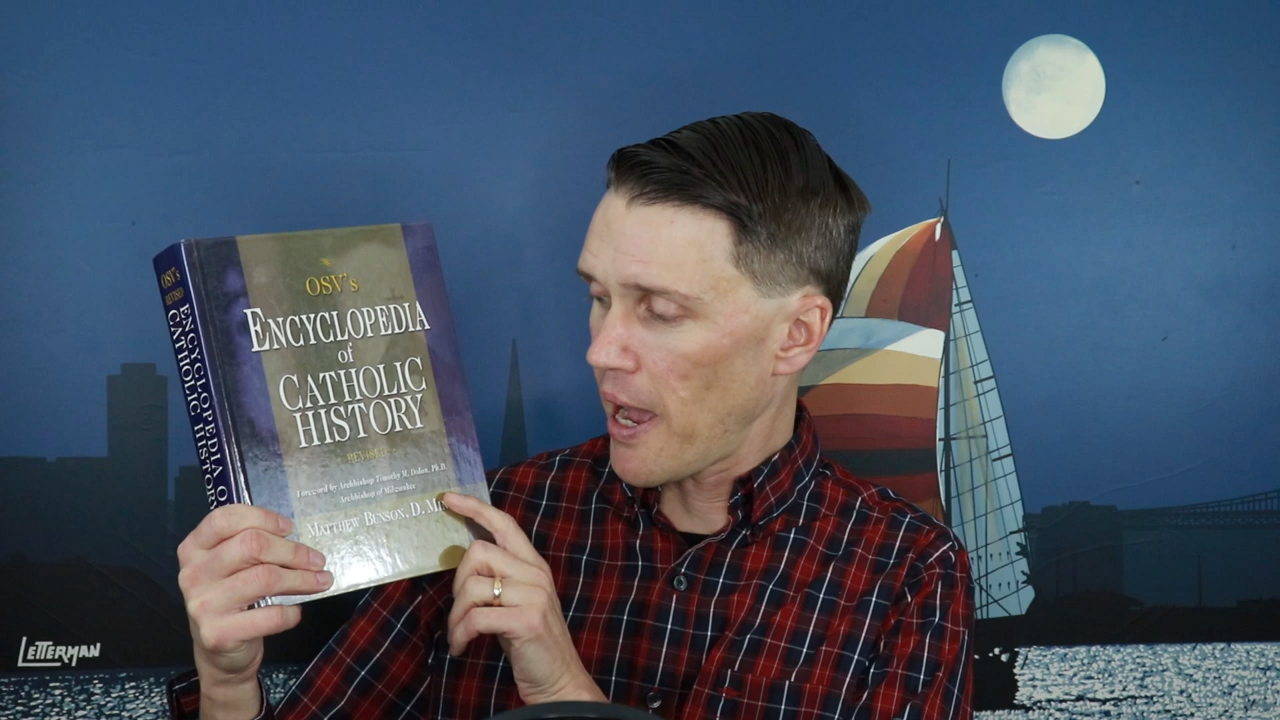 OSV's
ENCYCLOPEDIA
of
CATHOLIC
HISTORY
REVISED
Foreword by Archbishop Timothy M. Dolan, Ph.D.
Archbishop of Milwaukee
MATTHEW BUNSON, D. MIN
OSV's
REVISED
ENCYCLOPEDIA O
CATHOLIC HISTORY
LETTERMAN